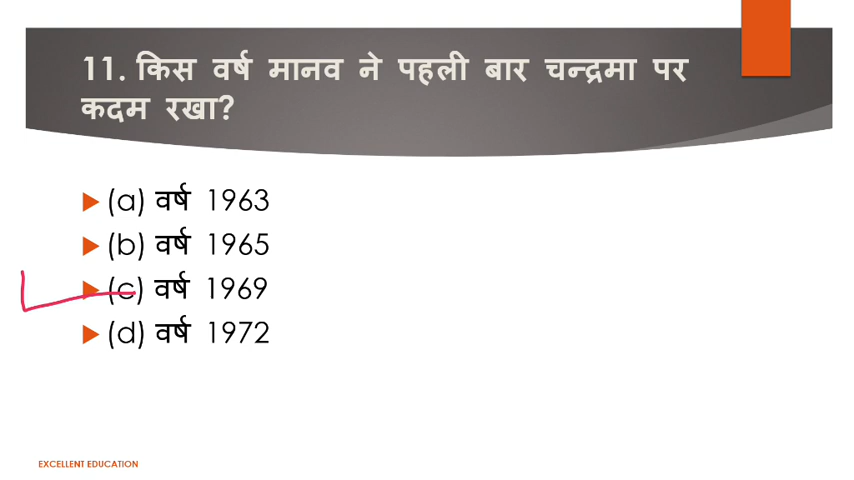 11. किस वर्ष मानव ने पहली बार चन्द्रमा पर
कदम रखा?
(a) वर्ष 1963
(b) वर्ष 1965
(c) वर्ष 1969
(d) वर्ष 1972
EXCELLENT EDUCATION